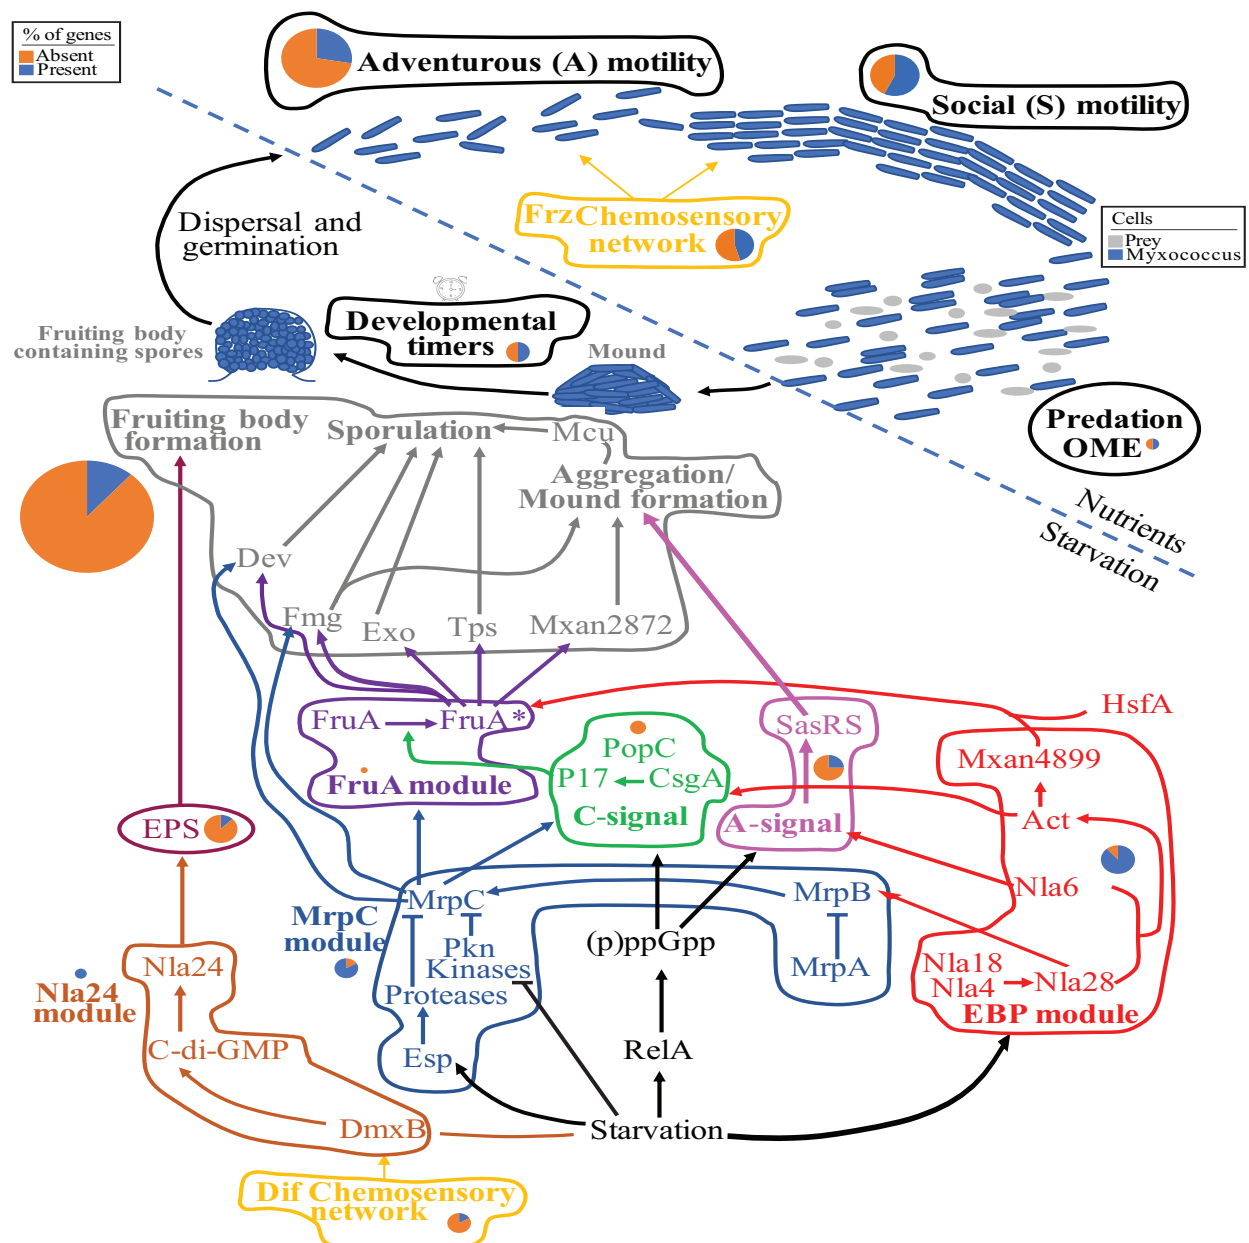 % of genes
Absent
Present
Adventurous (A) motility
Social (S) motility
Cells
Prey
Myxococcus
Frz Chemosensory
network
Dispersal and
germination
Developmental
timers
Fruiting body
containing spores
Mound
Predation
OME
Nutrients
Starvation
Fruiting body
formation
Sporulation
Mcu
Aggregation/
Mound formation
Dev
Fmg
Exo
Tps
Mxan2872
FruA
FruA*
FruA module
PopC
P17
CsgA
C-signal
SasRS
A-signal
HsfA
Mxan4899
Act
Nla6
Nla18
Nla4
Nla28
EBP module
EPS
MrpC
module
MrpC
Pkn
Kinases
Proteases
Esp
MrpB
MrpA
(p)ppGpp
RelA
Starvation
Nla24
Nla24
module
C-di-GMP
DmxB
Dif Chemosensory
network